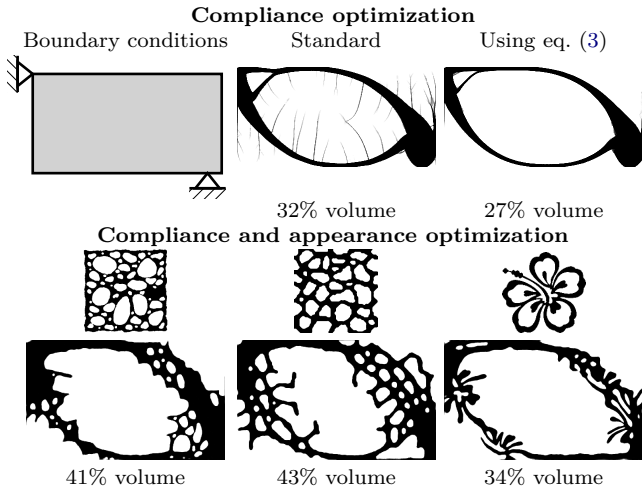 Compliance optimization
Boundary conditions
Standard
Using eq. (3)
32% volume
27% volume
Compliance and appearance optimization
41% volume
43% volume
34% volume